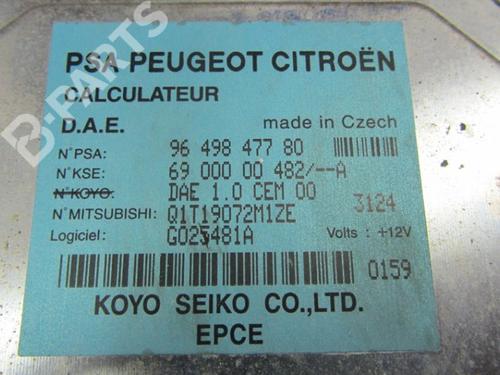 B-PARTS
PSA PEUGEOT CITROËN
CALCULATEUR
D.A.E. made in Czech
N°PSA: 96 498 477 80
N°KSE: 69 000 00 482/--A
N°KOYO: DAE 1.0 CEM 00
N°MITSUBISHI: Q1T19072M1ZE 3124
Logiciel: G023481A Volts : +12V
0159
KOYO SEIKO CO.,LTD.
EPCE